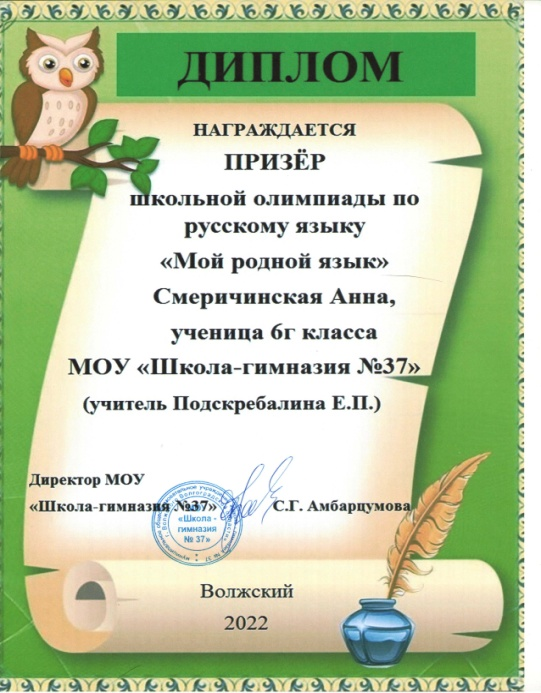 ДИПЛОМ
НАГРАЖДАЕТСЯ
ПРИЗЁР
школьной олимпиады по
русскому языку
«Мой родной язык»
Смеричинская Анна,
ученица 6г класса
МОУ «Школа-гимназия №37»
(учитель Подскребалина Е.П.)
Директор МОУ
«Школа-гимназия №37»
С.Г. Амбарцумова
«Школа -
гимназия
№ 37»
Волжский
2022